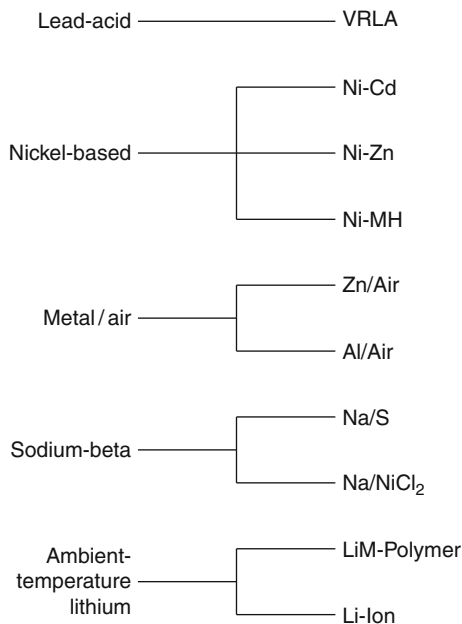 Lead-acid
VRLA
Ni-Cd
Nickel-based
Ni-Zn
Ni-MH
Zn/Air
Metal/air
Al/Air
Na/S
Sodium-beta
Na/NiCl₂
LiM-Polymer
Ambient-
temperature
lithium
Li-Ion